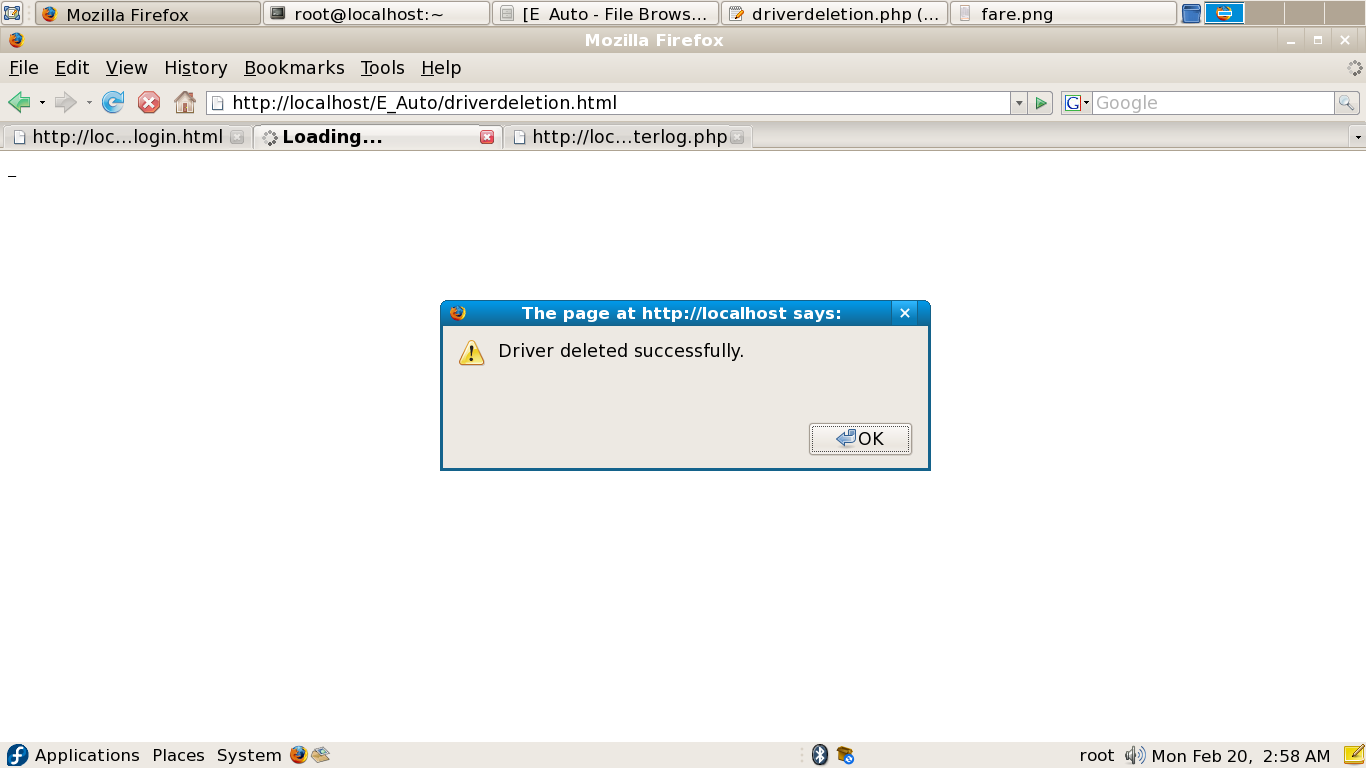 Mozilla Firefox
root@localhost:~
[E Auto - File Brows...
driverdeletion.php (...
fare.png
Mozilla Firefox
File Edit View History Bookmarks Tools Help
http://localhost/E_Auto/driverdeletion.html
G
Google
http://loc...login.html
Loading...
http://loc...terlog.php
_
The page at http://localhost says:
Driver deleted successfully.
OK
Applications Places System
root
Mon Feb 20, 2:58 AM